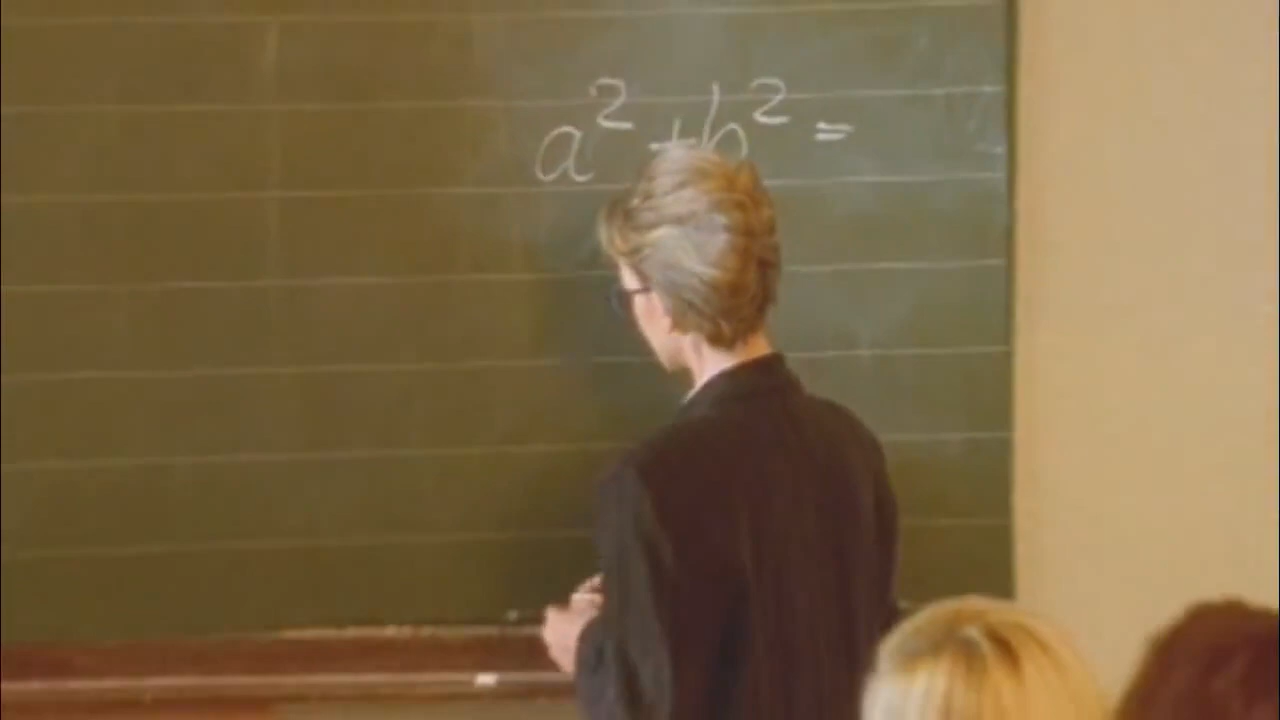 a² + b² =